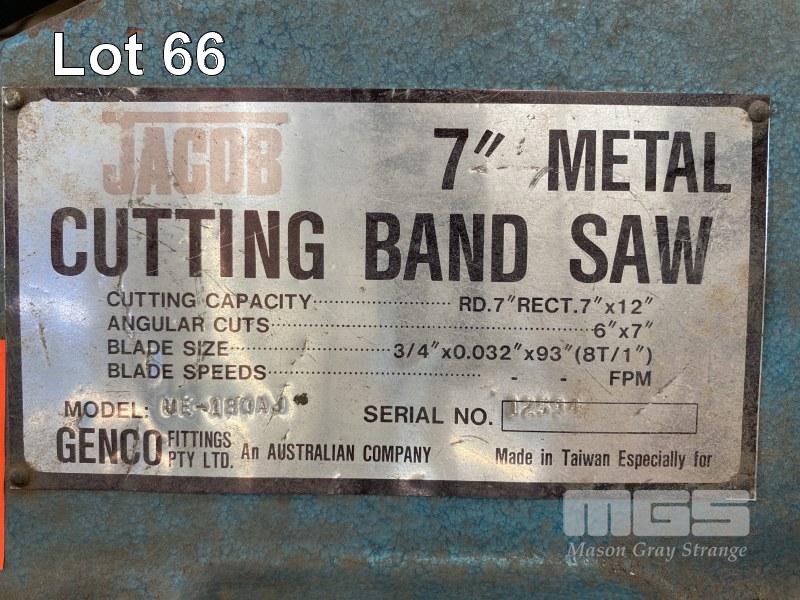 Lot 66
JACOB
7" METAL
CUTTING BAND SAW
CUTTING CAPACITY RD.7"RECT.7"x12"
ANGULAR CUTS 6"x7"
BLADE SIZE 3/4"x0.032"x93"(8T/1")
BLADE SPEEDS - - FPM
MODEL: SERIAL NO.
GENCO FITTINGS PTY LTD. An AUSTRALIAN COMPANY Made in Taiwan Especially for
MGS
Mason Gray Strange